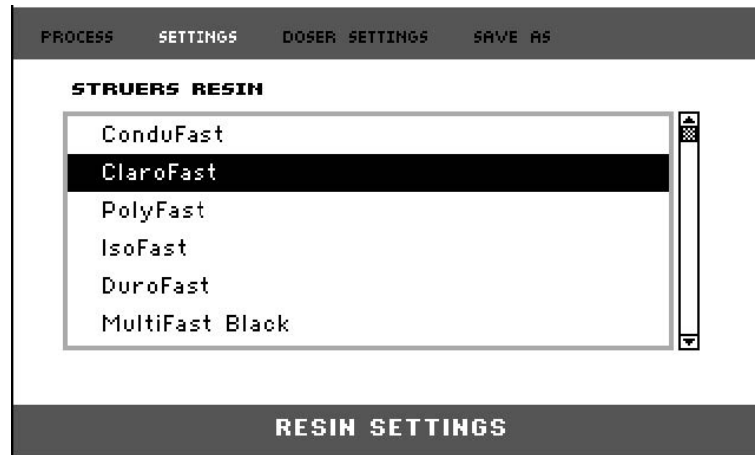 PROCESS SETTINGS DOSER SETTINGS SAVE AS
STRUERS RESIN
ConduFast
ClaroFast
PolyFast
IsoFast
DuroFast
MultiFast Black
RESIN SETTINGS